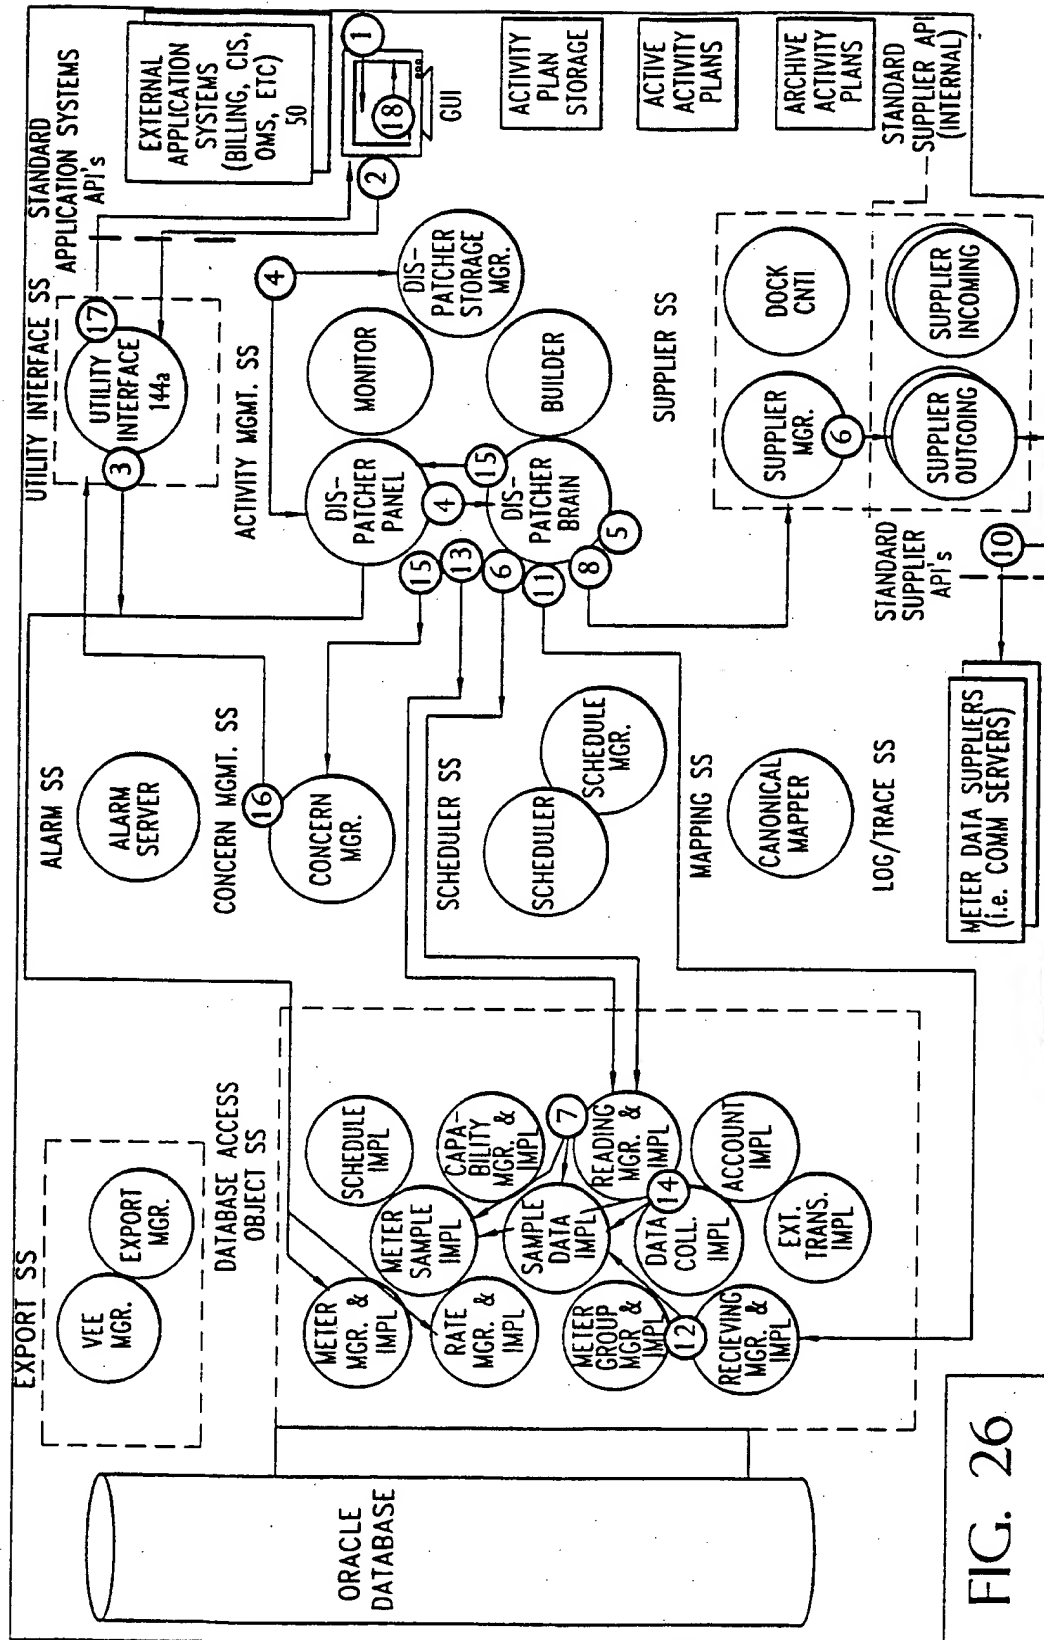 EXPORT SS
VEE
MGR.
EXPORT
MGR.
ALARM SS
ALARM
SERVER
UTILITY INTERFACE SS
UTILITY
INTERFACE
144a
3
17
STANDARD
APPLICATION SYSTEMS
API's
EXTERNAL
APPLICATION
SYSTEMS
(BILLING, CIS,
OMS, ETC)
50
1
18
2
GUI
DATABASE ACCESS
OBJECT SS
CONCERN MGMT. SS
16
CONCERN
MGR.
ACTIVITY MGMT. SS
4
DIS-
PATCHER
PANEL
MONITOR
DIS-
PATCHER
STORAGE
MGR.
15
4
15
13
6
11
8
5
DIS-
PATCHER
BRAIN
BUILDER
ACTIVITY
PLAN
STORAGE
ACTIVE
ACTIVITY
PLANS
ARCHIVE
ACTIVITY
PLANS
METER
MGR. &
IMPL
METER
SAMPLE
IMPL
SCHEDULE
IMPL
RATE
MGR. &
IMPL
SAMPLE
DATA
IMPL
CAPA-
BILITY
MGR. &
IMPL
7
METER
GROUP
MGR &
IMPL
12
DATA
COLL.
IMPL
14
READING
MGR. &
IMPL
RECIEVING
MGR. &
IMPL
EXT.
TRANS.
IMPL
ACCOUNT
IMPL
SCHEDULER SS
SCHEDULER
SCHEDULE
MGR.
SUPPLIER SS
SUPPLIER
MGR.
6
DOCK
CNTI
STANDARD
SUPPLIER API
(INTERNAL)
SUPPLIER
OUTGOING
SUPPLIER
INCOMING
MAPPING SS
CANONICAL
MAPPER
LOG/TRACE SS
STANDARD
SUPPLIER
API's
10
METER DATA SUPPLIERS
(i.e. COMM SERVERS)
ORACLE
DATABASE
FIG. 26